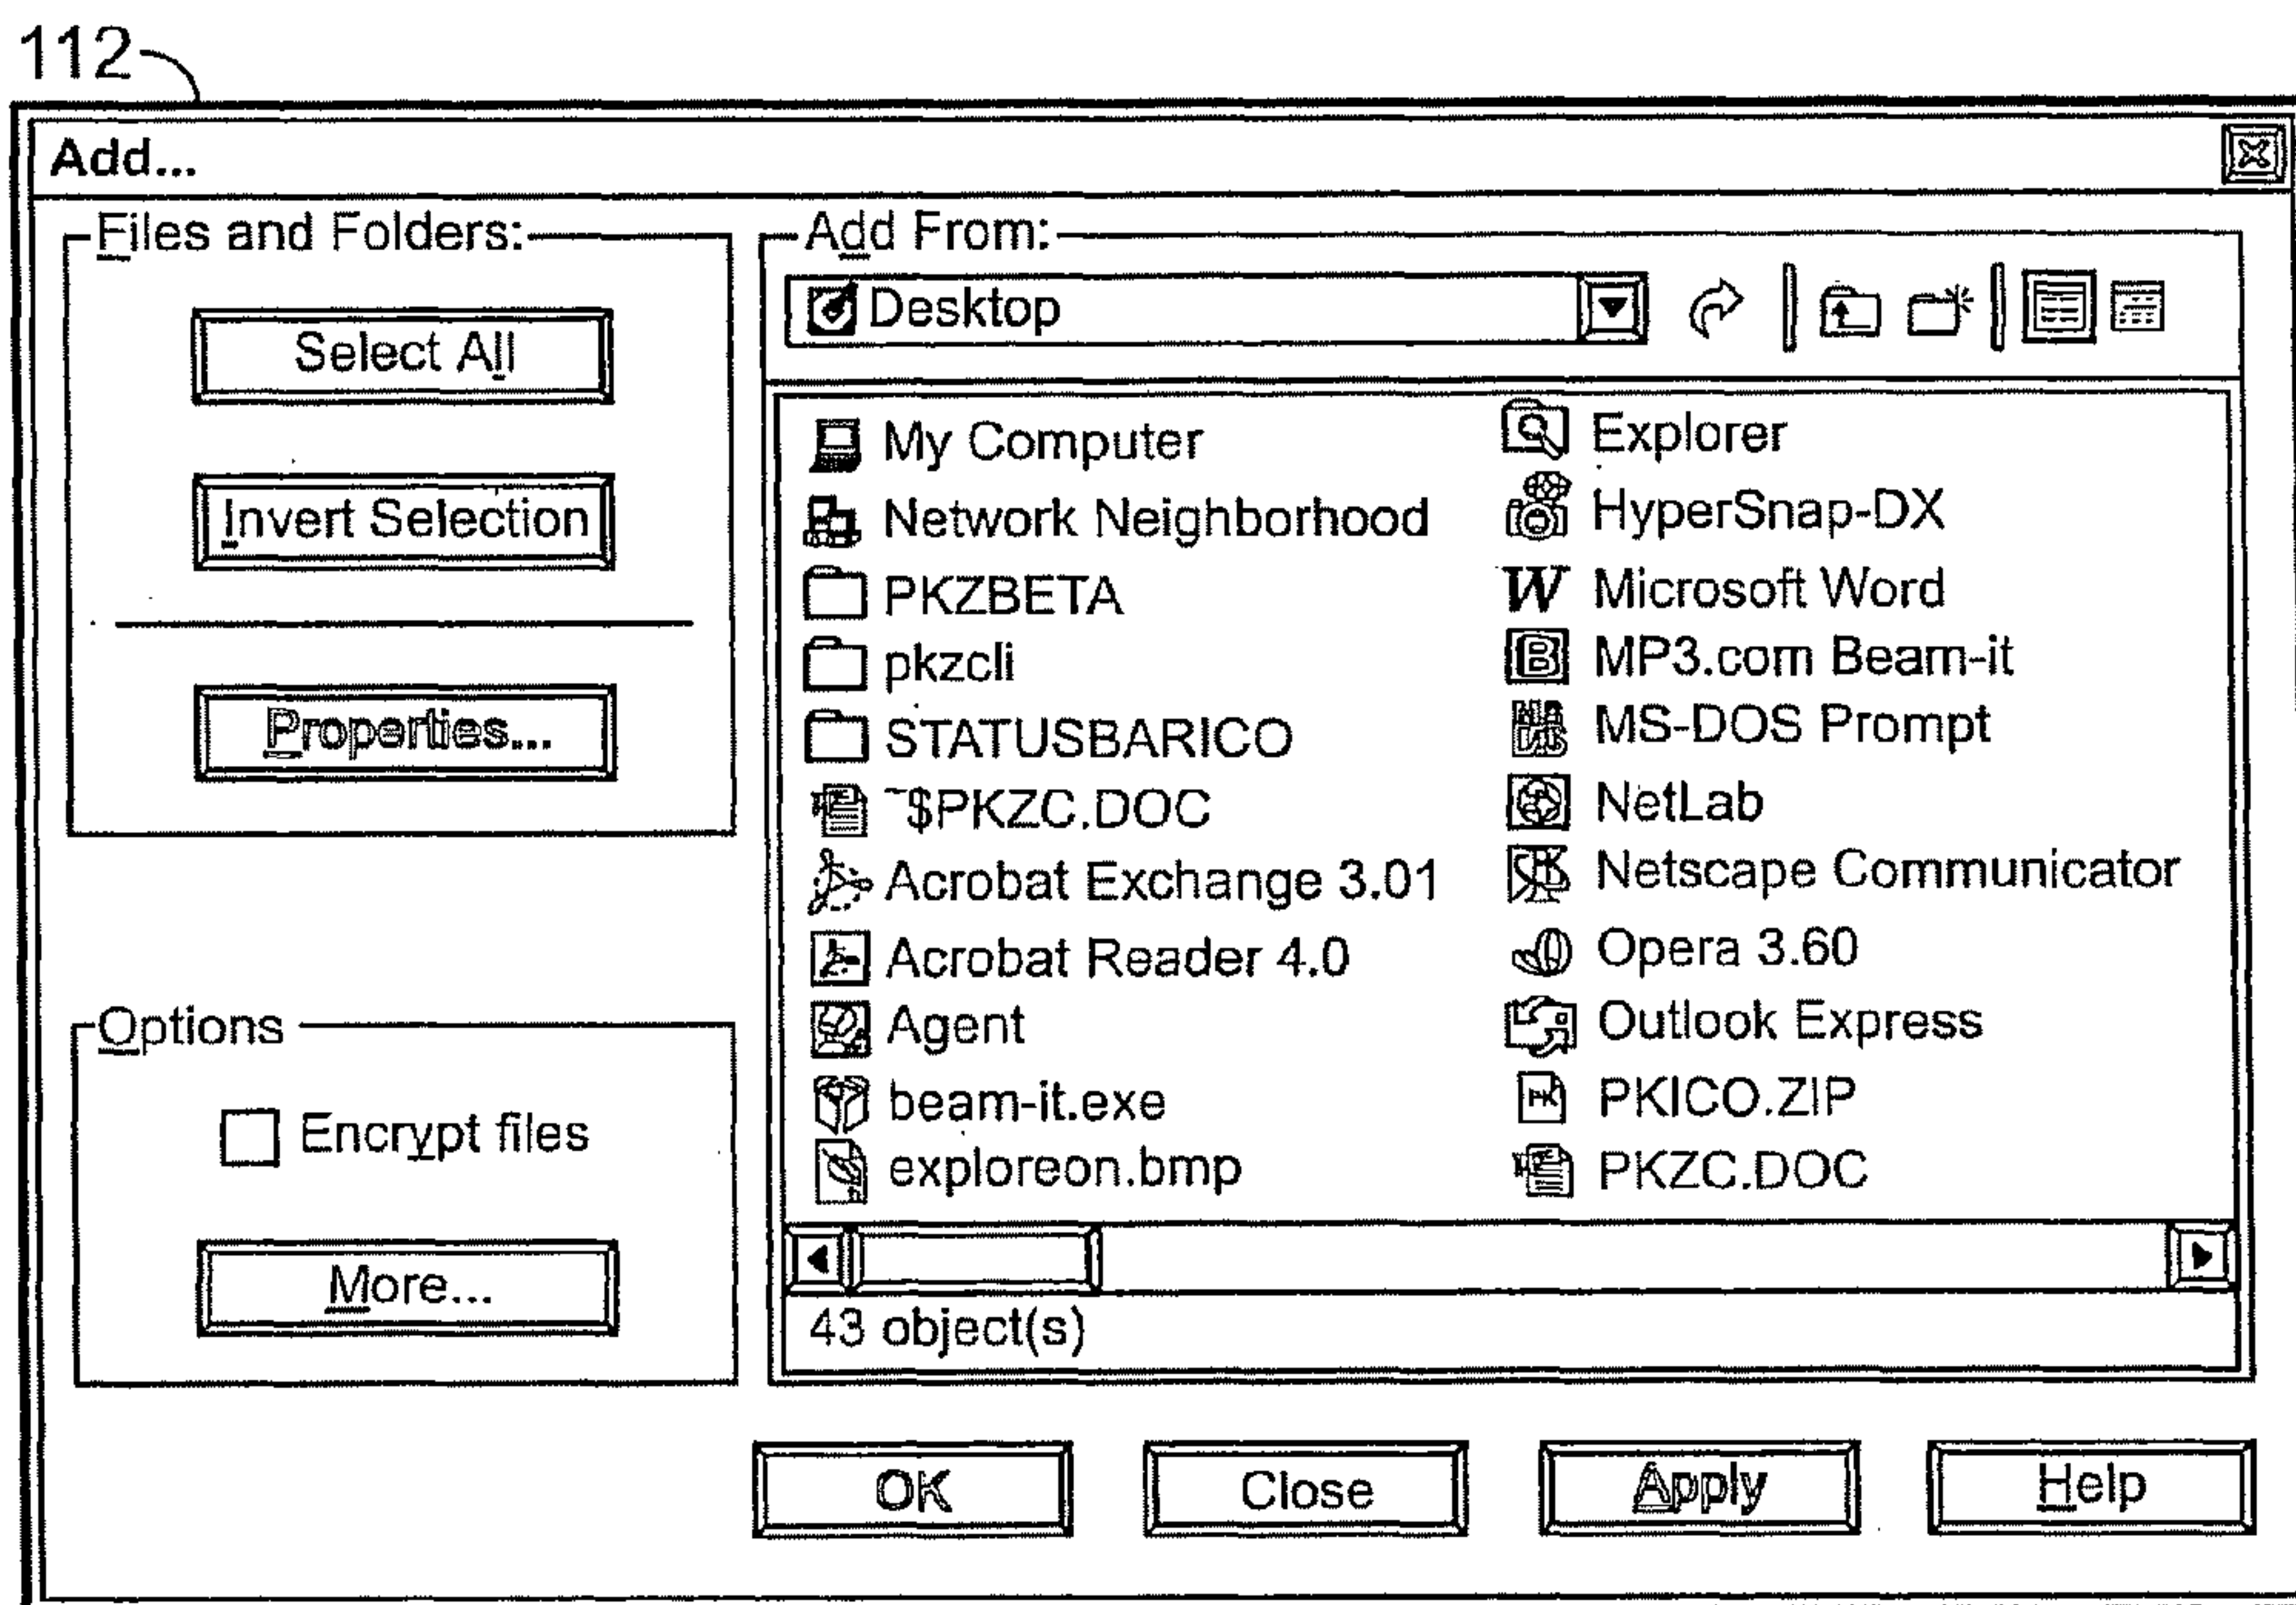 112
Add...
Files and Folders:
Select All
Invert Selection
Properties...
Options
Encrypt files
More...
Add From:
Desktop
My Computer
Network Neighborhood
PKZBETA
pkzcli
STATUSBARICO
~$PKZC.DOC
Acrobat Exchange 3.01
Acrobat Reader 4.0
Agent
beam-it.exe
exploreon.bmp
Explorer
HyperSnap-DX
Microsoft Word
MP3.com Beam-it
MS-DOS Prompt
NetLab
Netscape Communicator
Opera 3.60
Outlook Express
PKICO.ZIP
PKZC.DOC
43 object(s)
OK
Close
Apply
Help